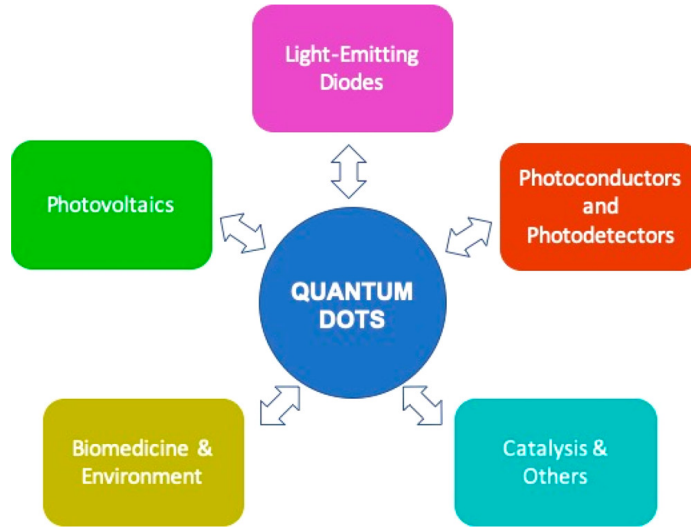 Light-Emitting
Diodes
Photovoltaics
Photoconductors
and
Photodetectors
QUANTUM
DOTS
Biomedicine &
Environment
Catalysis &
Others